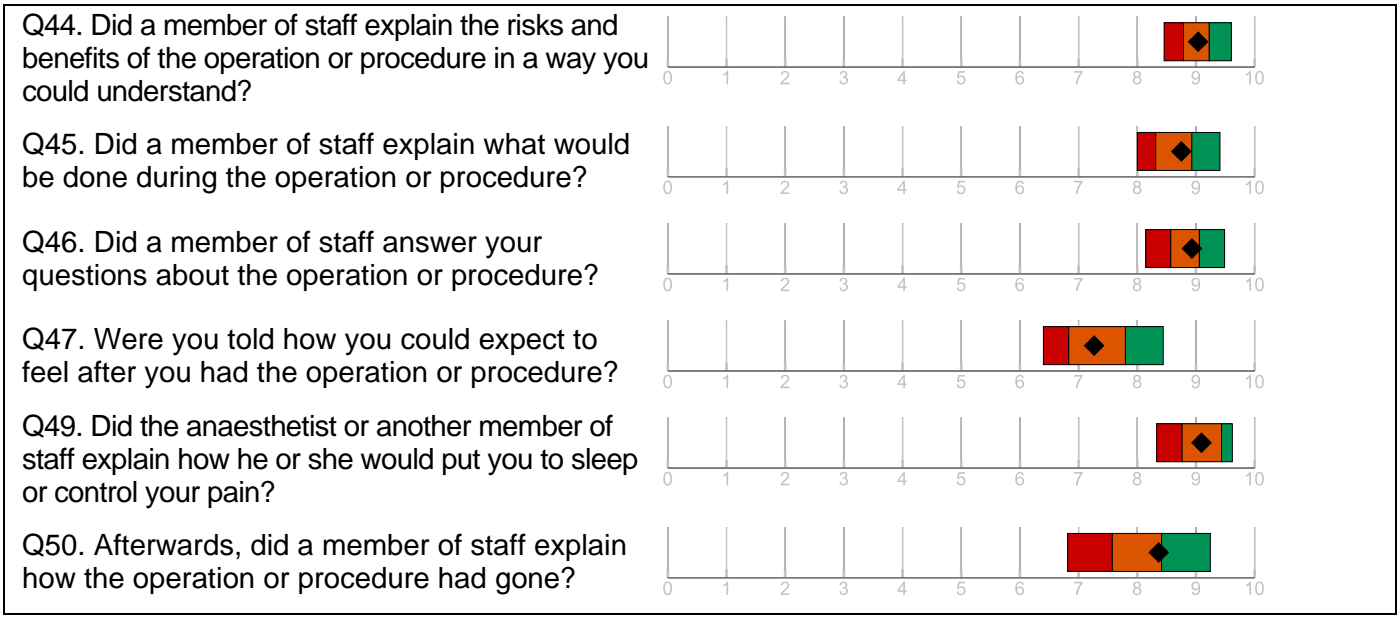 Q44. Did a member of staff explain the risks and
benefits of the operation or procedure in a way you
could understand?
0 1 2 3 4 5 6 7 8 9 10
Q45. Did a member of staff explain what would
be done during the operation or procedure?
0 1 2 3 4 5 6 7 8 9 10
Q46. Did a member of staff answer your
questions about the operation or procedure?
0 1 2 3 4 5 6 7 8 9 10
Q47. Were you told how you could expect to
feel after you had the operation or procedure?
0 1 2 3 4 5 6 7 8 9 10
Q49. Did the anaesthetist or another member of
staff explain how he or she would put you to sleep
or control your pain?
0 1 2 3 4 5 6 7 8 9 10
Q50. Afterwards, did a member of staff explain
how the operation or procedure had gone?
0 1 2 3 4 5 6 7 8 9 10